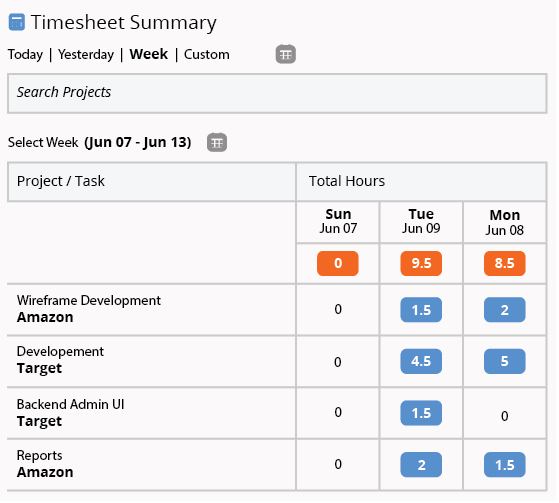 Timesheet Summary
Today | Yesterday | Week | Custom
Search Projects
Select Week (Jun 07 - Jun 13)
Project / Task Total Hours
Sun Tue Mon
Jun 07 Jun 09 Jun 08
0 9.5 8.5
Wireframe Development
Amazon
0 1.5 2
Developement
Target
0 4.5 5
Backend Admin UI
Target
0 1.5 0
Reports
Amazon
0 2 1.5